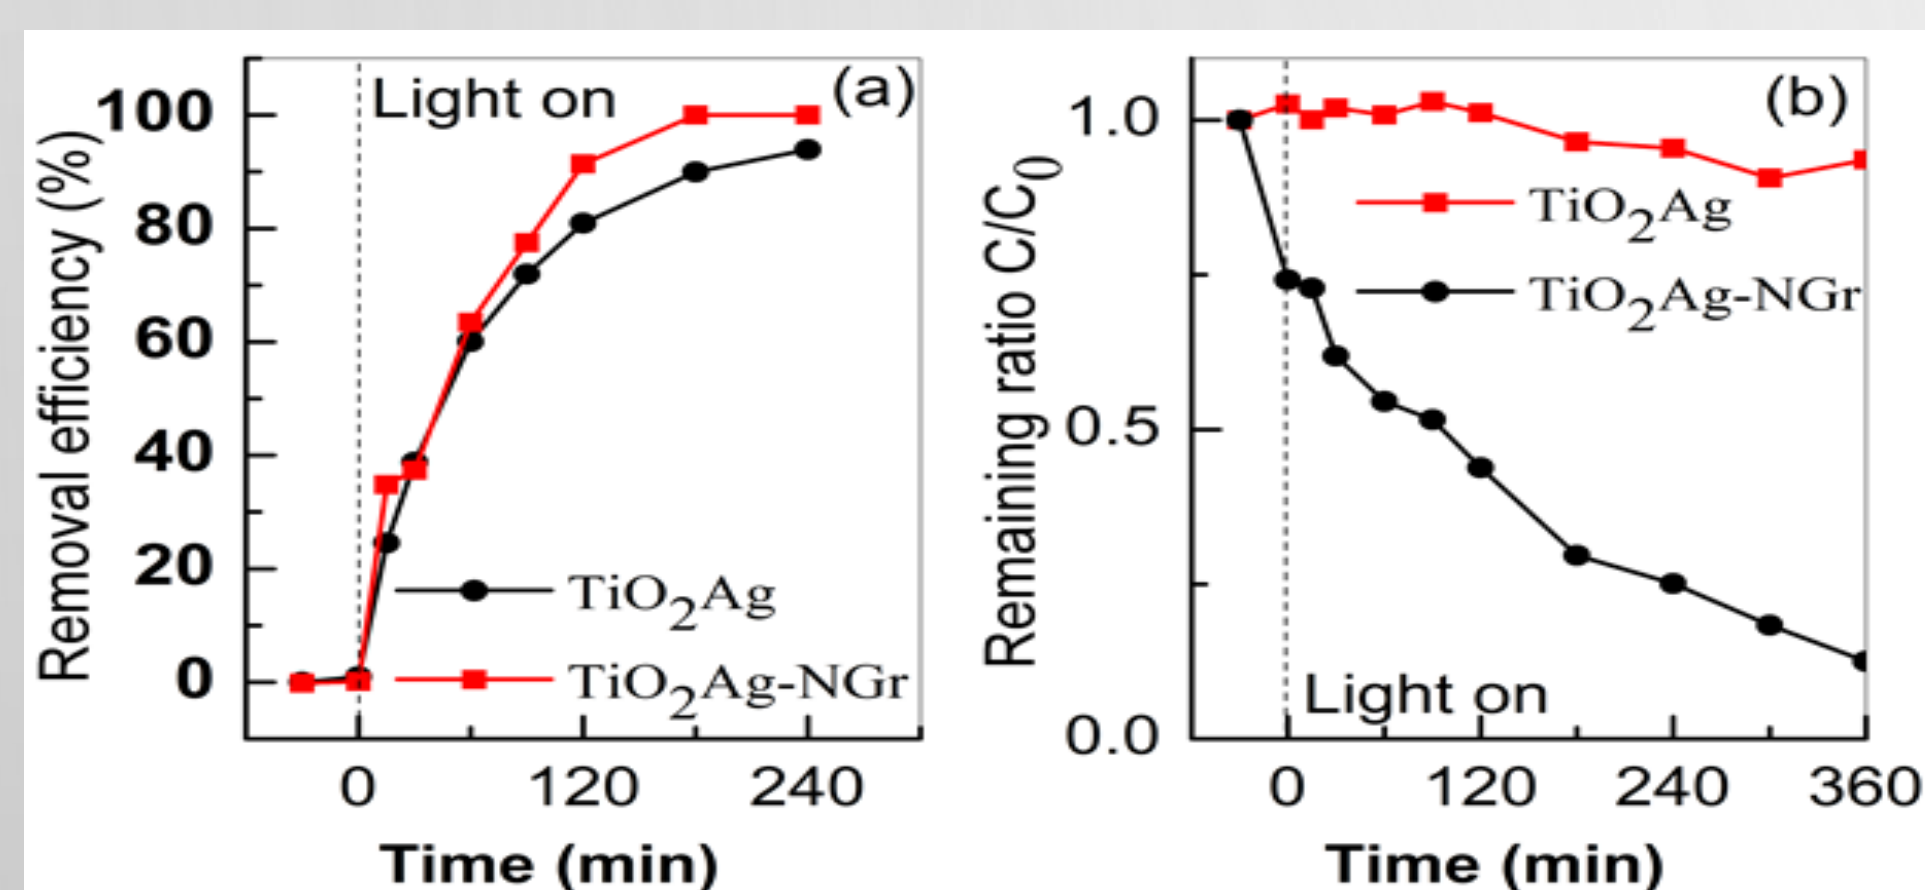 Light on
(a)
Removal efficiency (%)
100
80
60
40
20
0
TiO2Ag
TiO2Ag-NGr
0 120 240
Time (min)
(b)
Remaining ratio C/C0
1.0
0.5
0.0
TiO2Ag
TiO2Ag-NGr
Light on
0 120 240 360
Time (min)